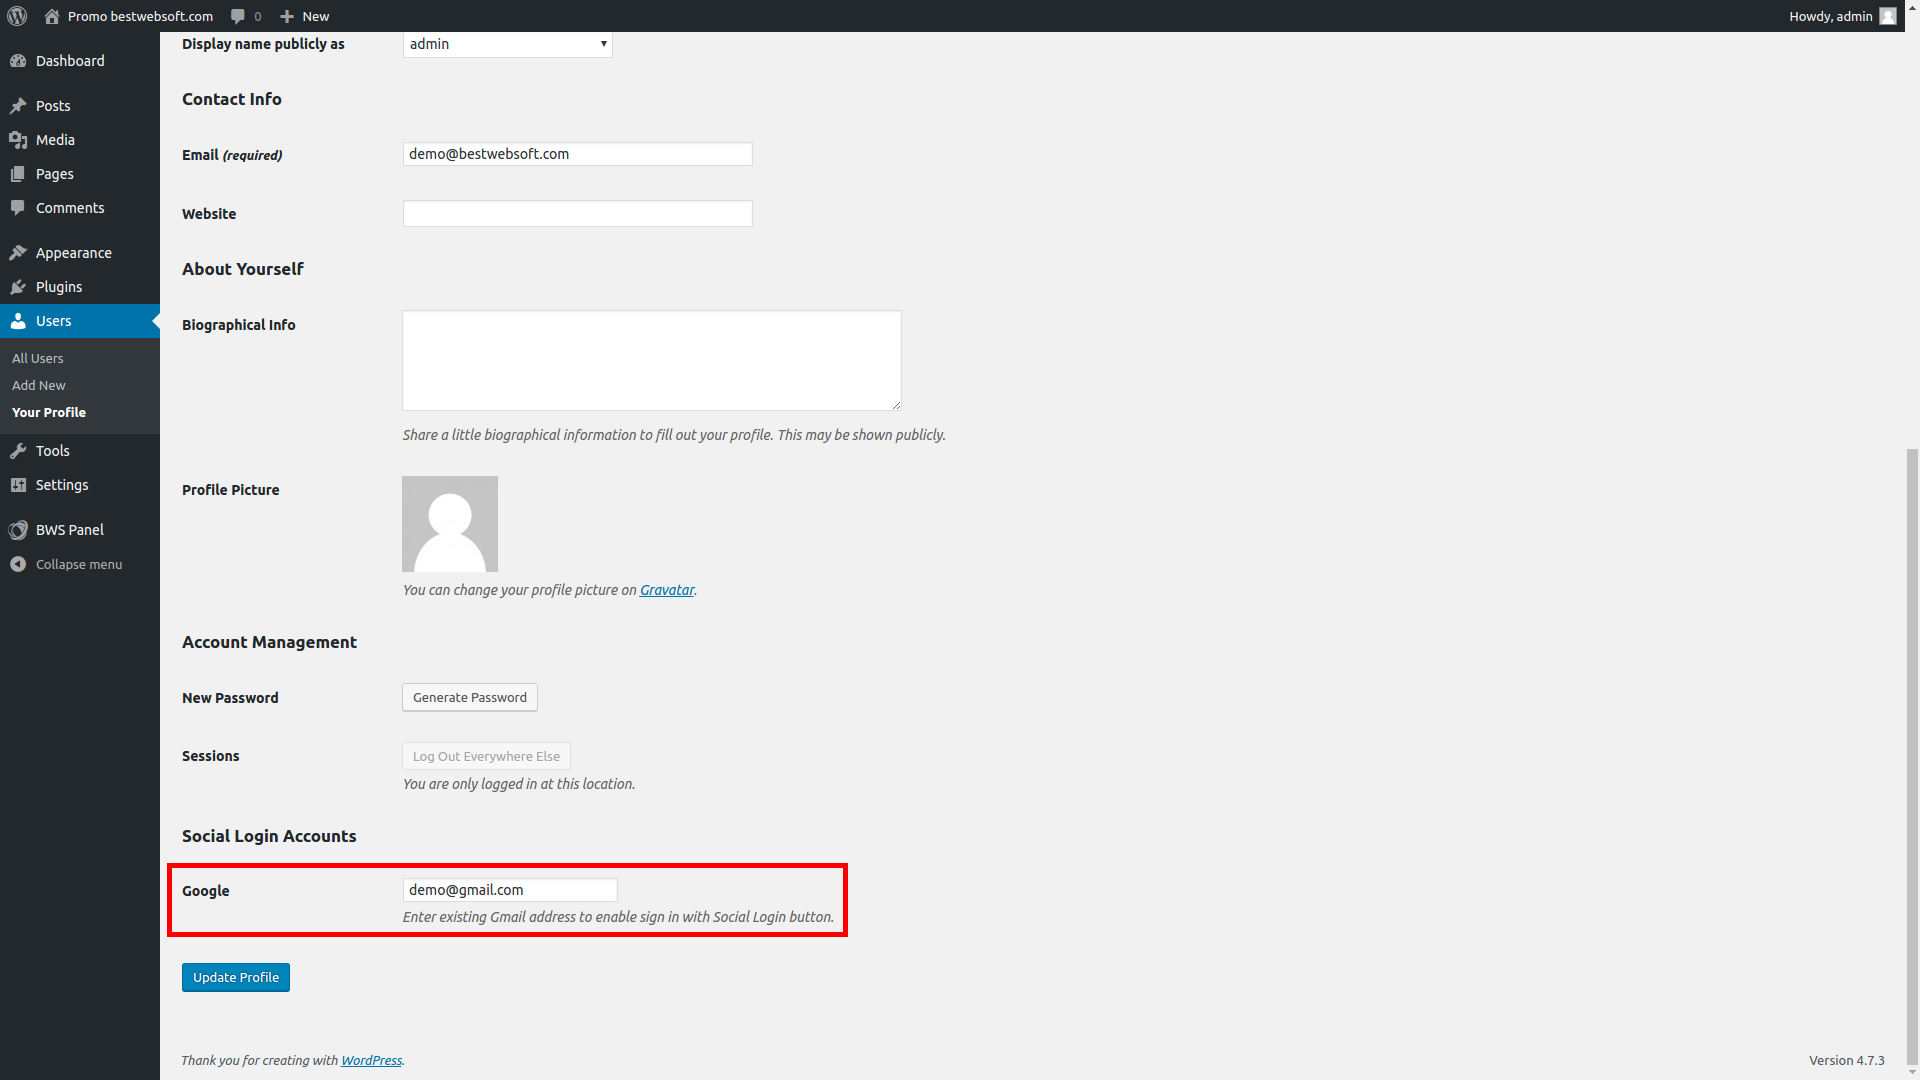 Promo bestwebsoft.com 0 New Howdy, admin
Dashboard
Posts
Media
Pages
Comments
Appearance
Plugins
Users
All Users
Add New
Your Profile
Tools
Settings
BWS Panel
Collapse menu
Display name publicly as admin
Contact Info
Email (required) demo@bestwebsoft.com
Website
About Yourself
Biographical Info
Share a little biographical information to fill out your profile. This may be shown publicly.
Profile Picture
You can change your profile picture on Gravatar.
Account Management
New Password Generate Password
Sessions Log Out Everywhere Else
You are only logged in at this location.
Social Login Accounts
Google demo@gmail.com
Enter existing Gmail address to enable sign in with Social Login button.
Update Profile
Thank you for creating with WordPress. Version 4.7.3